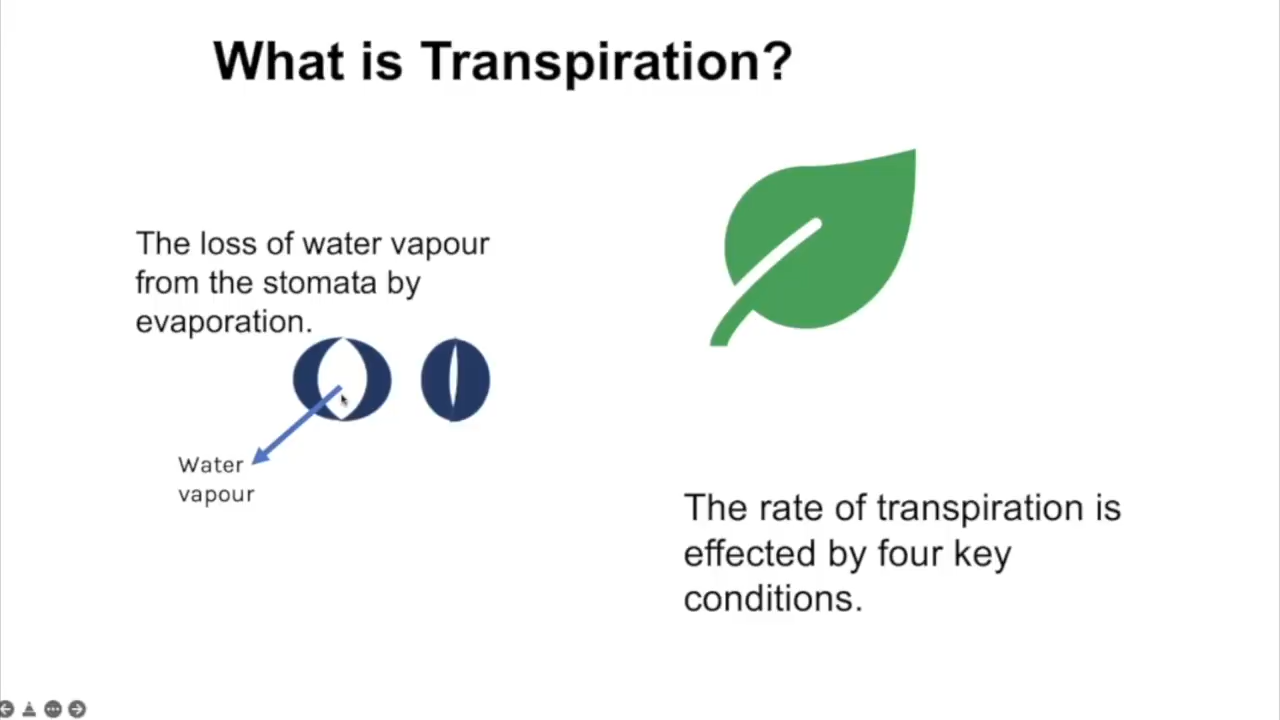 What is Transpiration?
The loss of water vapour
from the stomata by
evaporation.
Water
vapour
The rate of transpiration is
effected by four key
conditions.